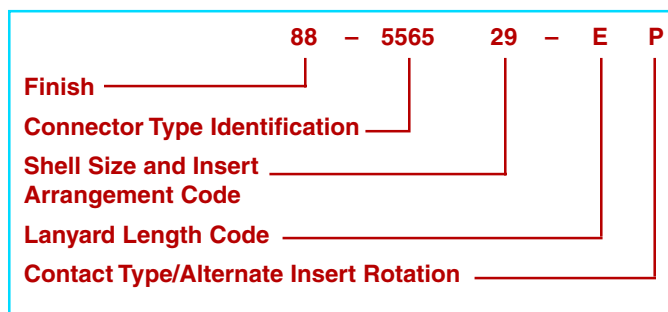 88 – 5565 29 – E P
Finish
Connector Type Identification
Shell Size and Insert
Arrangement Code
Lanyard Length Code
Contact Type/Alternate Insert Rotation